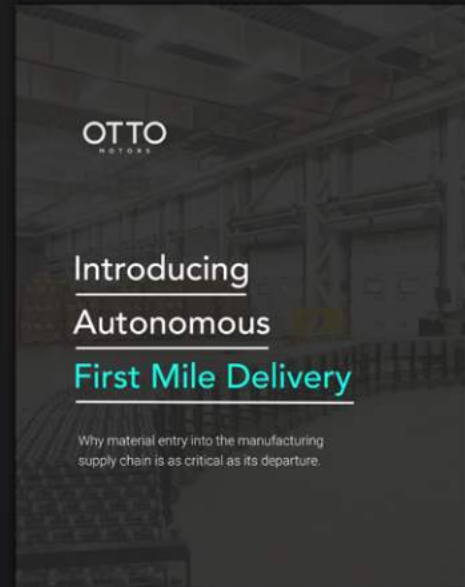 OTTO
MOTORS
Introducing
Autonomous
First Mile Delivery
Why material entry into the manufacturing
supply chain is as critical as its departure.